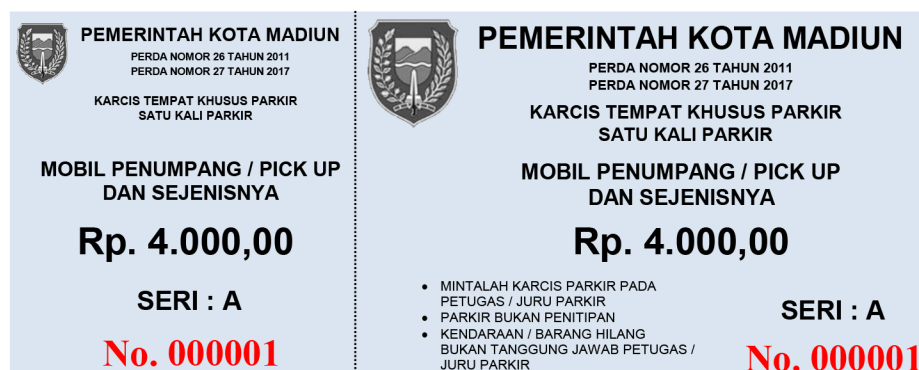 PEMERINTAH KOTA MADIUN
PERDA NOMOR 26 TAHUN 2011
PERDA NOMOR 27 TAHUN 2017
KARCIS TEMPAT KHUSUS PARKIR
SATU KALI PARKIR
MOBIL PENUMPANG / PICK UP
DAN SEJENISNYA
Rp. 4.000,00
SERI : A
No. 000001
PEMERINTAH KOTA MADIUN
PERDA NOMOR 26 TAHUN 2011
PERDA NOMOR 27 TAHUN 2017
KARCIS TEMPAT KHUSUS PARKIR
SATU KALI PARKIR
MOBIL PENUMPANG / PICK UP
DAN SEJENISNYA
Rp. 4.000,00
• MINTALAH KARCIS PARKIR PADA
PETUGAS / JURU PARKIR
• PARKIR BUKAN PENITIPAN
• KENDARAAN / BARANG HILANG
BUKAN TANGGUNG JAWAB PETUGAS /
JURU PARKIR
SERI : A
No. 000001